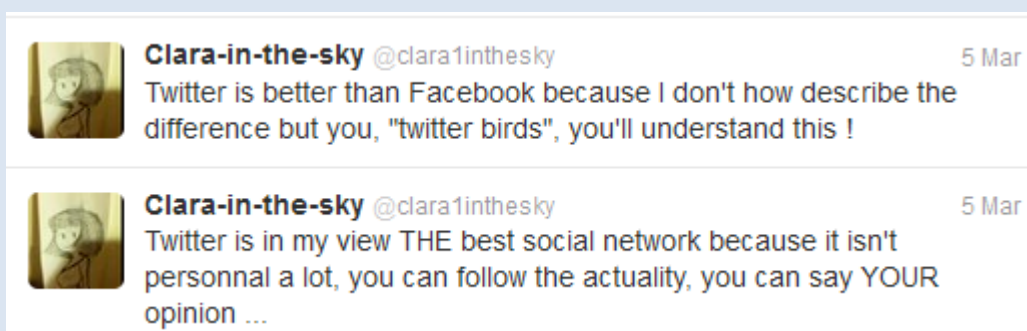 Clara-in-the-sky @clara1inthesky 5 Mar
Twitter is better than Facebook because I don't how describe the
difference but you, "twitter birds", you'll understand this !
Clara-in-the-sky @clara1inthesky 5 Mar
Twitter is in my view THE best social network because it isn't
personnal a lot, you can follow the actuality, you can say YOUR
opinion ...